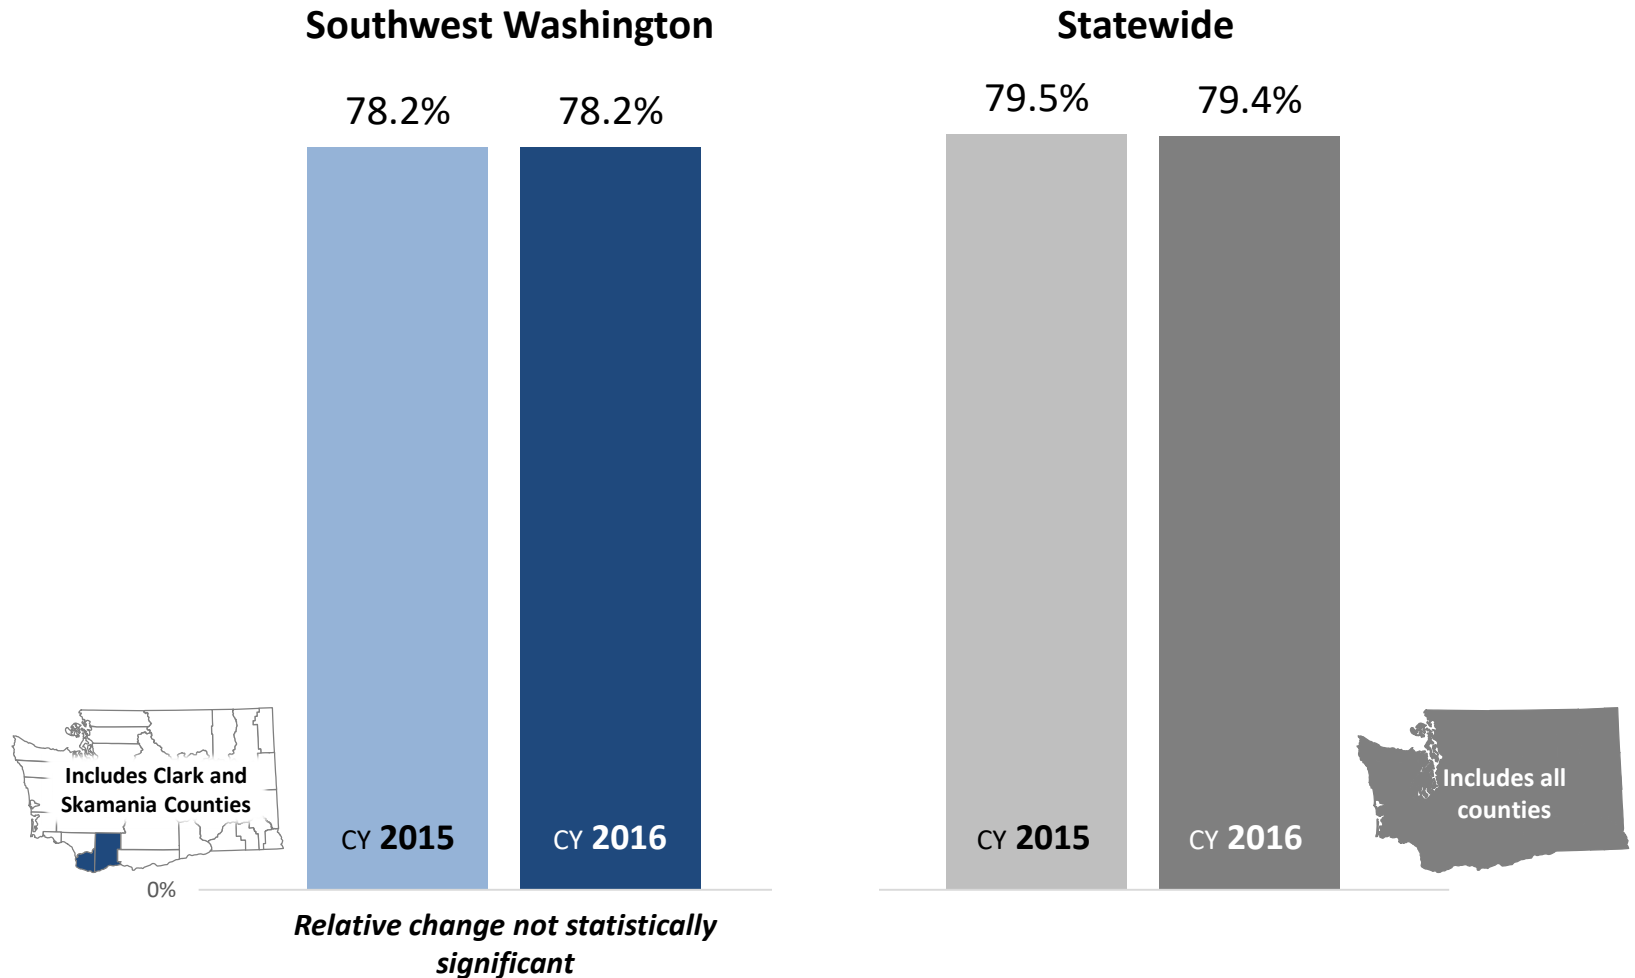 Southwest Washington
Statewide
78.2%
78.2%
79.5%
79.4%
Includes Clark and
Skamania Counties
Includes all
counties
CY 2015
CY 2016
CY 2015
CY 2016
0%
Relative change not statistically
significant